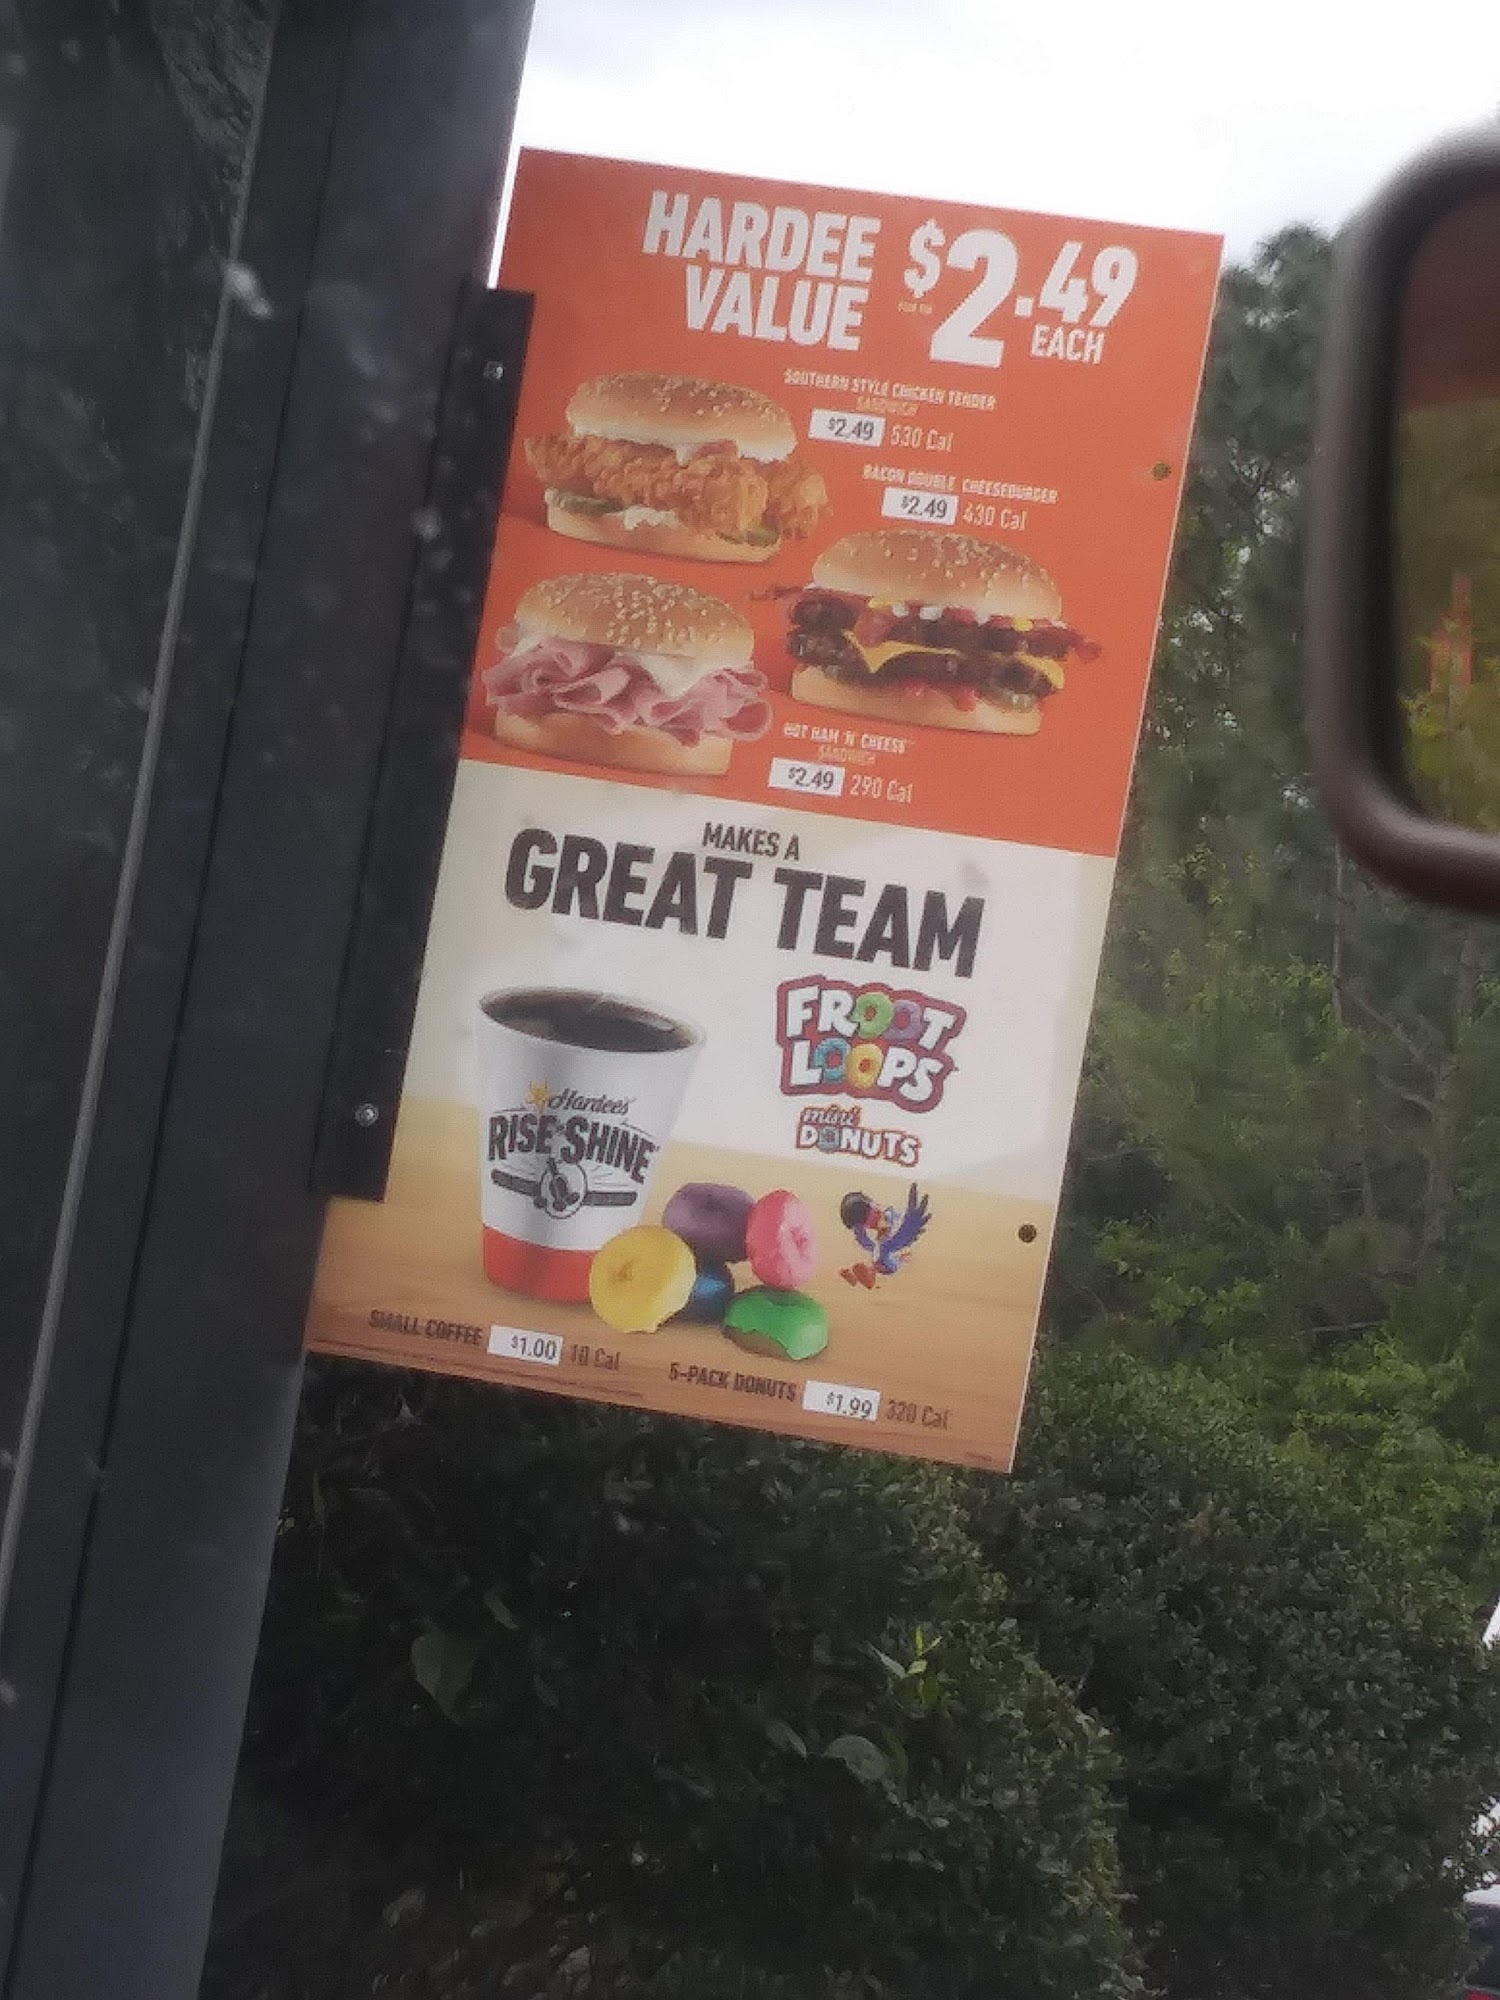 HARDEE
VALUE
$2.49
EACH
SOUTHERN STYLE CHICKEN TENDER
SANDWICH
$2.49 530 Cal
BACON DOUBLE CHEESEBURGER
$2.49 430 Cal
HOT HAM 'N' CHEESE™
SANDWICH
$2.49 290 Cal
MAKES A
GREAT TEAM
FROOT
LOOPS
mini
DONUTS
Hardee's
RISE SHINE
SMALL COFFEE $1.00 10 Cal
5-PACK DONUTS $1.99 320 Cal